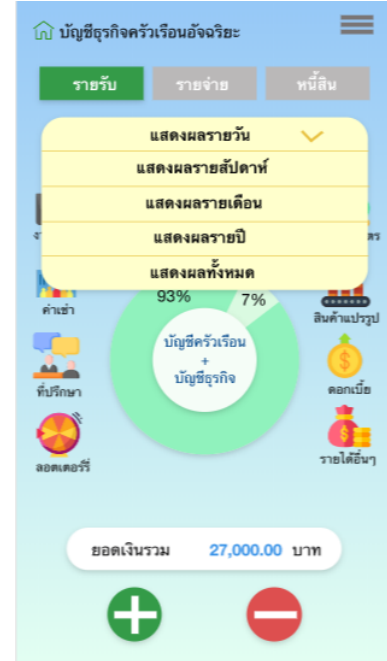 บัญชีธุรกิจครัวเรือนอัจฉริยะ
รายรับ รายจ่าย หนี้สิน
แสดงผลรายวัน
แสดงผลรายสัปดาห์
แสดงผลรายเดือน
แสดงผลรายปี
แสดงผลทั้งหมด
93% 7%
ค่าเช่า
สินค้าแปรรูป
บัญชีครัวเรือน
+
บัญชีธุรกิจ
ที่ปรึกษา
ดอกเบี้ย
ลอตเตอร์รี่
รายได้อื่นๆ
ยอดเงินรวม 27,000.00 บาท